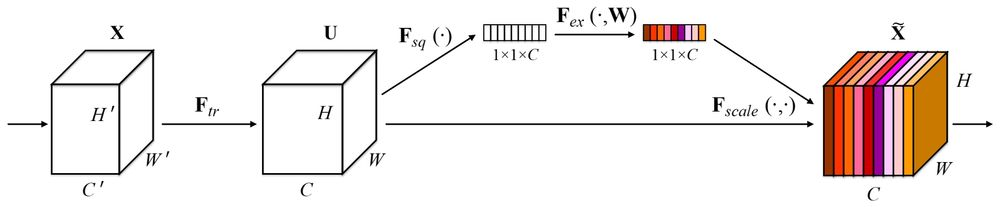 X
H′
W′
C′
F_tr
U
H
W
C
F_sq (·)
1×1×C
F_ex (·,W)
1×1×C
F_scale (·,·)
X̃
H
W
C